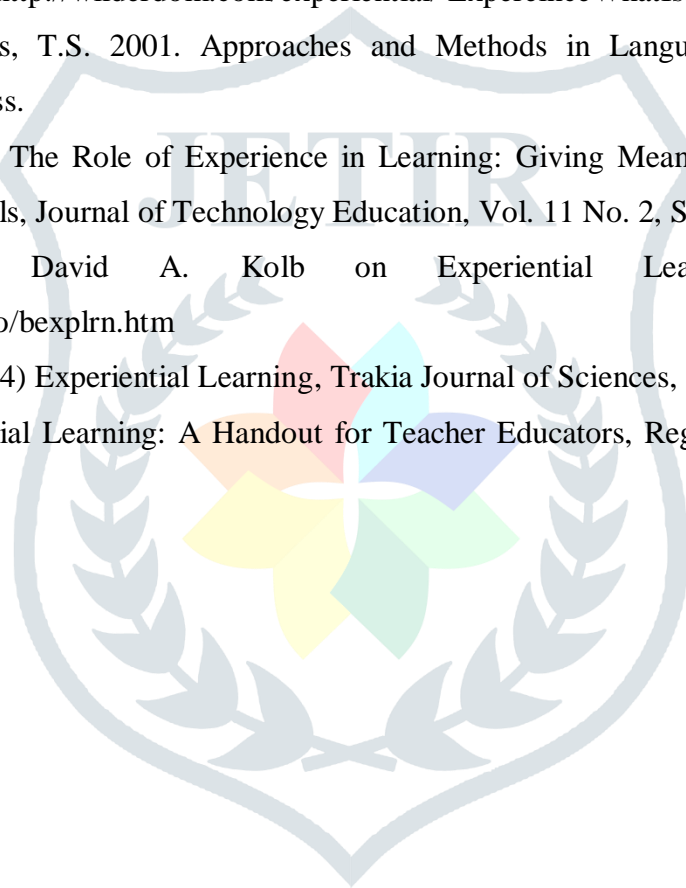 http://wilderdom.com/experiential/
s, T.S. 2001. Approaches and Methods in Langu
ss.
The Role of Experience in Learning: Giving Mean
ls, Journal of Technology Education, Vol. 11 No. 2, S
David A. Kolb on Experiential Lea
o/bexplrn.htm
4) Experiential Learning, Trakia Journal of Sciences,
ial Learning: A Handout for Teacher Educators, Reg
JETIR